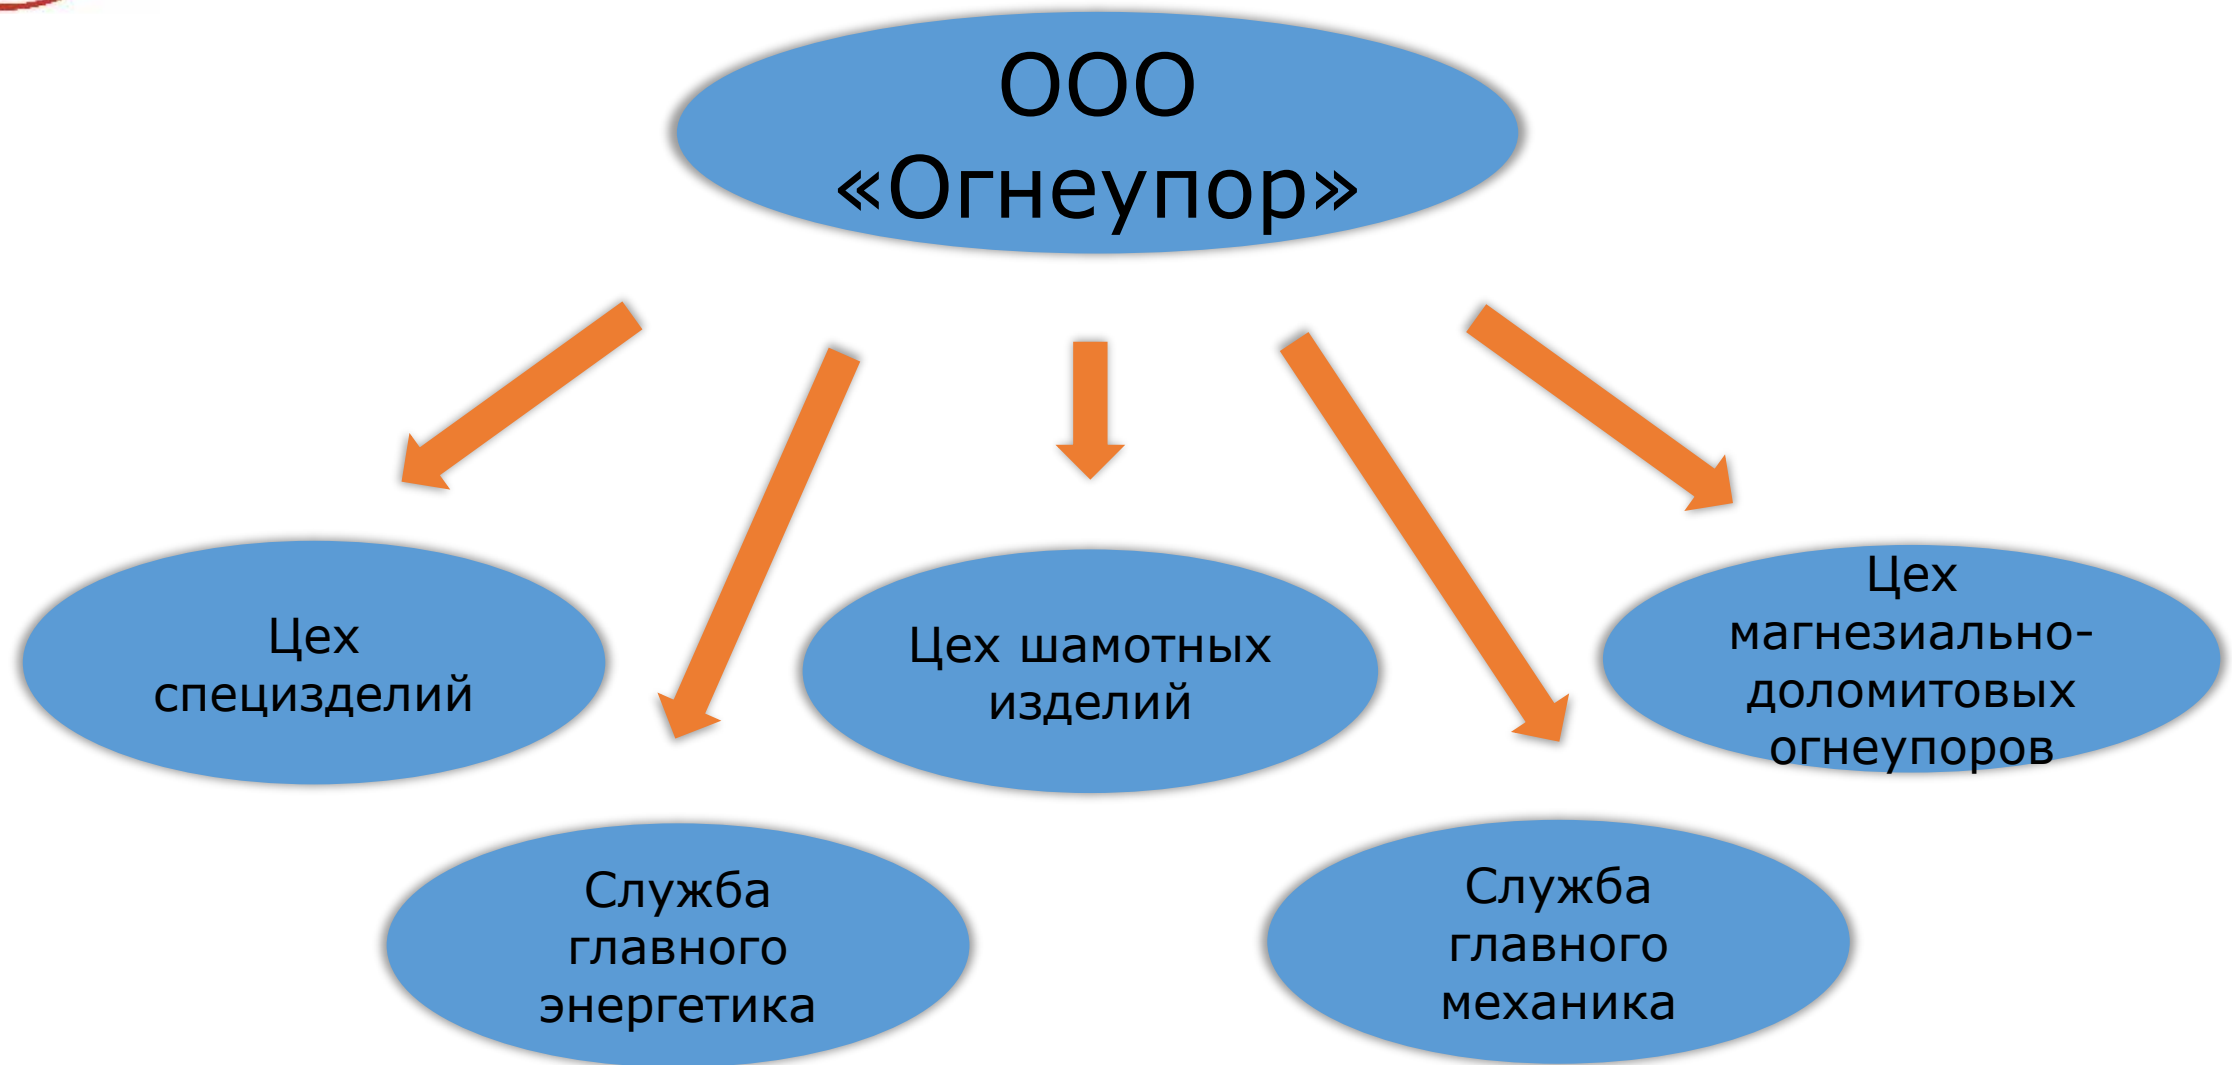 ООО
«Огнеупор»
Цех
специзделий
Цех шамотных
изделий
Цех
магнезиально-
доломитовых
огнеупоров
Служба
главного
энергетика
Служба
главного
механика